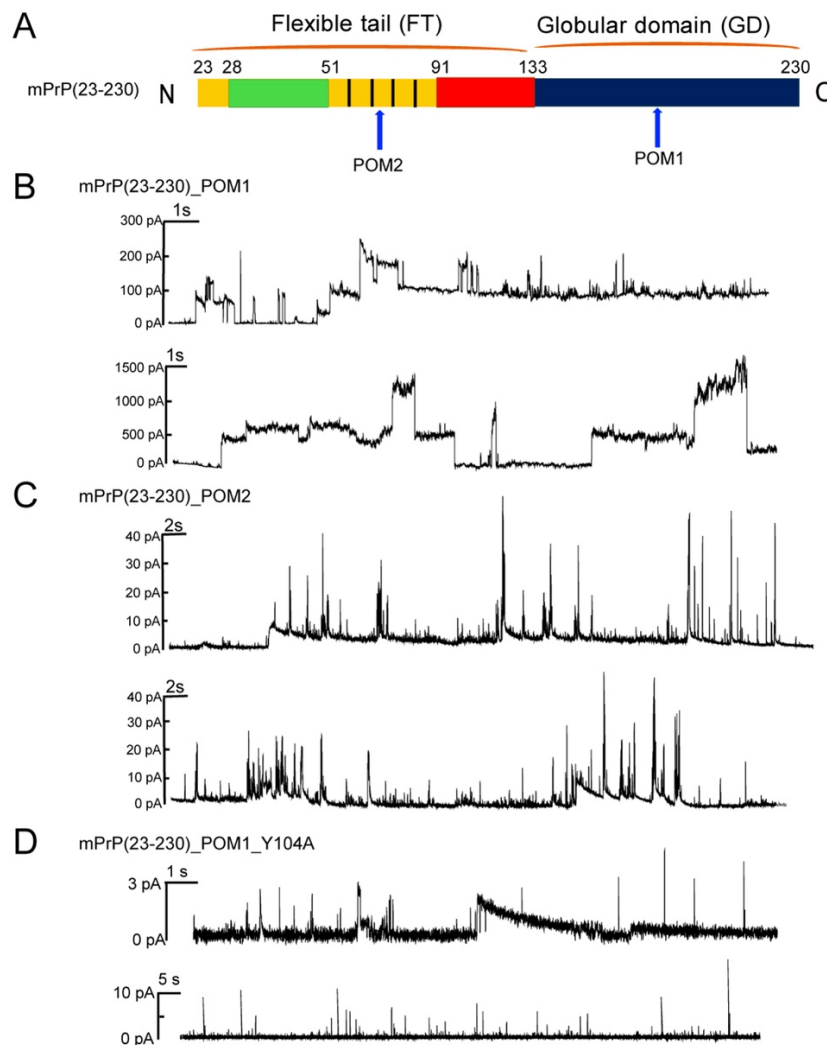 A
Flexible tail (FT)
Globular domain (GD)
23 28 51 91 133 230
mPrP(23-230) N C
POM2
POM1
B
mPrP(23-230)_POM1
1s
300 pA
200 pA
100 pA
0 pA
1s
1500 pA
1000 pA
500 pA
0 pA
C
mPrP(23-230)_POM2
2s
40 pA
30 pA
20 pA
10 pA
0 pA
2s
40 pA
30 pA
20 pA
10 pA
0 pA
D
mPrP(23-230)_POM1_Y104A
1 s
3 pA
0 pA
5 s
10 pA
0 pA